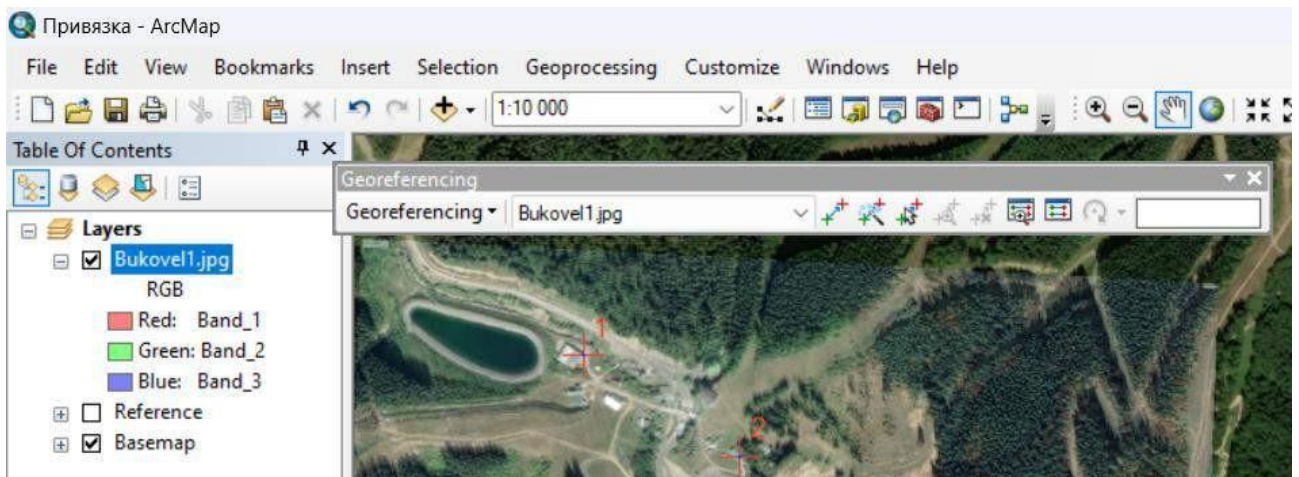 Привязка - ArcMap
File Edit View Bookmarks Insert Selection Geoprocessing Customize Windows Help
1:10 000
Table Of Contents
Georeferencing
Georeferencing Bukovel1.jpg
Layers
Bukovel1.jpg
RGB
Red: Band_1
Green: Band_2
Blue: Band_3
Reference
Basemap
1
2